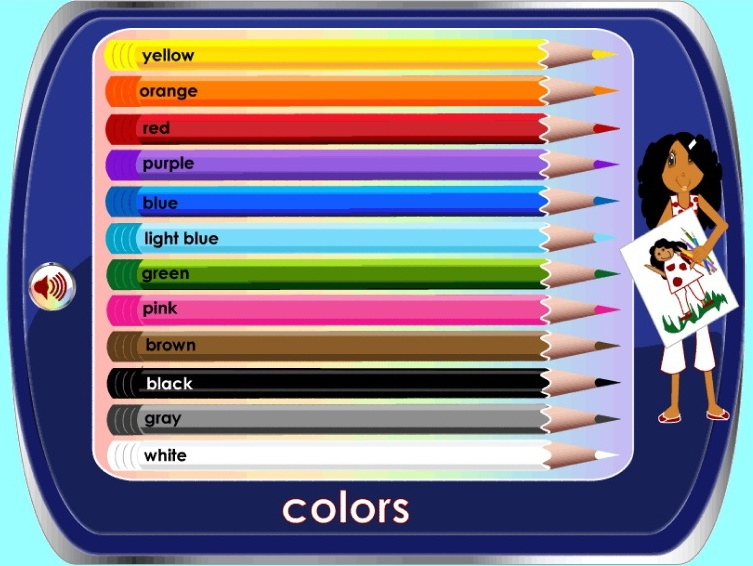 yellow
orange
red
purple
blue
light blue
green
pink
brown
black
gray
white
colors